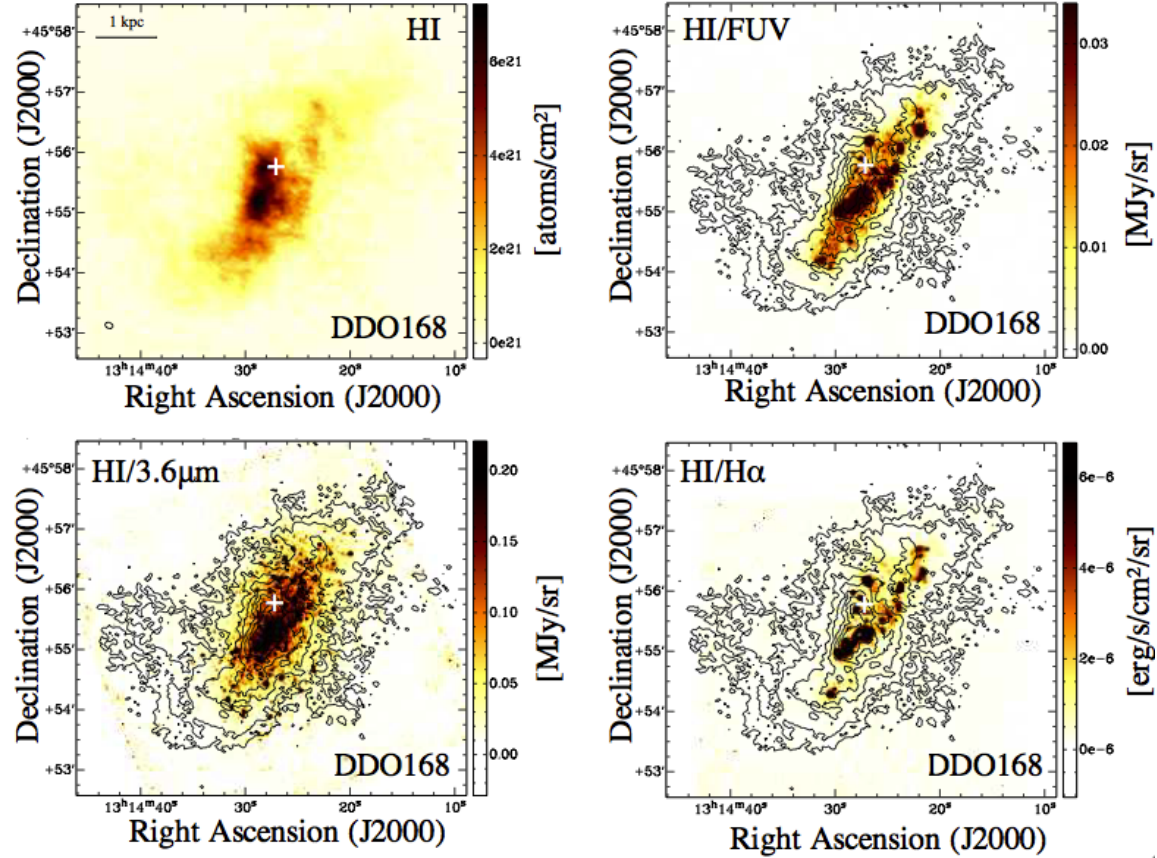 1 kpc
HI
+45°58′
+57′
+56′
+55′
+54′
+53′
Declination (J2000)
DDO168
13ʰ14ᵐ40ˢ
30ˢ
20ˢ
10ˢ
Right Ascension (J2000)
6e21
4e21
2e21
0e21
[atoms/cm²]
HI/FUV
+45°58′
+57′
+56′
+55′
+54′
+53′
Declination (J2000)
DDO168
13ʰ14ᵐ40ˢ
30ˢ
20ˢ
10ˢ
Right Ascension (J2000)
0.03
0.02
0.01
0.00
[MJy/sr]
HI/3.6μm
+45°58′
+57′
+56′
+55′
+54′
+53′
Declination (J2000)
DDO168
13ʰ14ᵐ40ˢ
30ˢ
20ˢ
10ˢ
Right Ascension (J2000)
0.20
0.15
0.10
0.05
0.00
[MJy/sr]
HI/Hα
+45°58′
+57′
+56′
+55′
+54′
+53′
Declination (J2000)
DDO168
13ʰ14ᵐ40ˢ
30ˢ
20ˢ
10ˢ
Right Ascension (J2000)
6e−6
4e−6
2e−6
0e−6
[erg/s/cm²/sr]